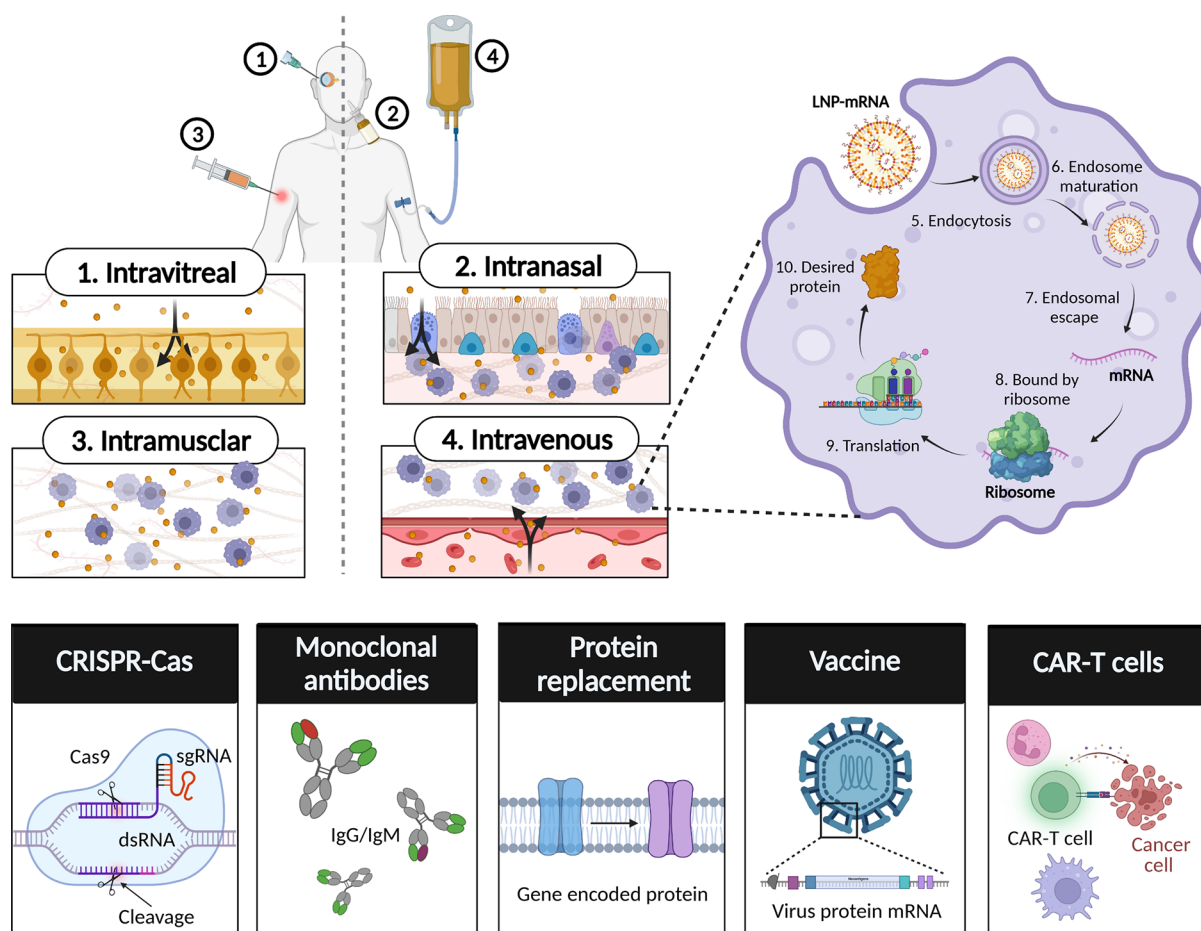 1
2
3
4
1. Intravitreal
2. Intranasal
3. Intramusclar
4. Intravenous
LNP-mRNA
5. Endocytosis
6. Endosome
maturation
7. Endosomal
escape
mRNA
8. Bound by
ribosome
Ribosome
9. Translation
10. Desired
protein
CRISPR-Cas
Cas9
sgRNA
dsRNA
Cleavage
Monoclonal
antibodies
IgG/IgM
Protein
replacement
Gene encoded protein
Vaccine
Virus protein mRNA
CAR-T cells
CAR-T cell
Cancer
cell